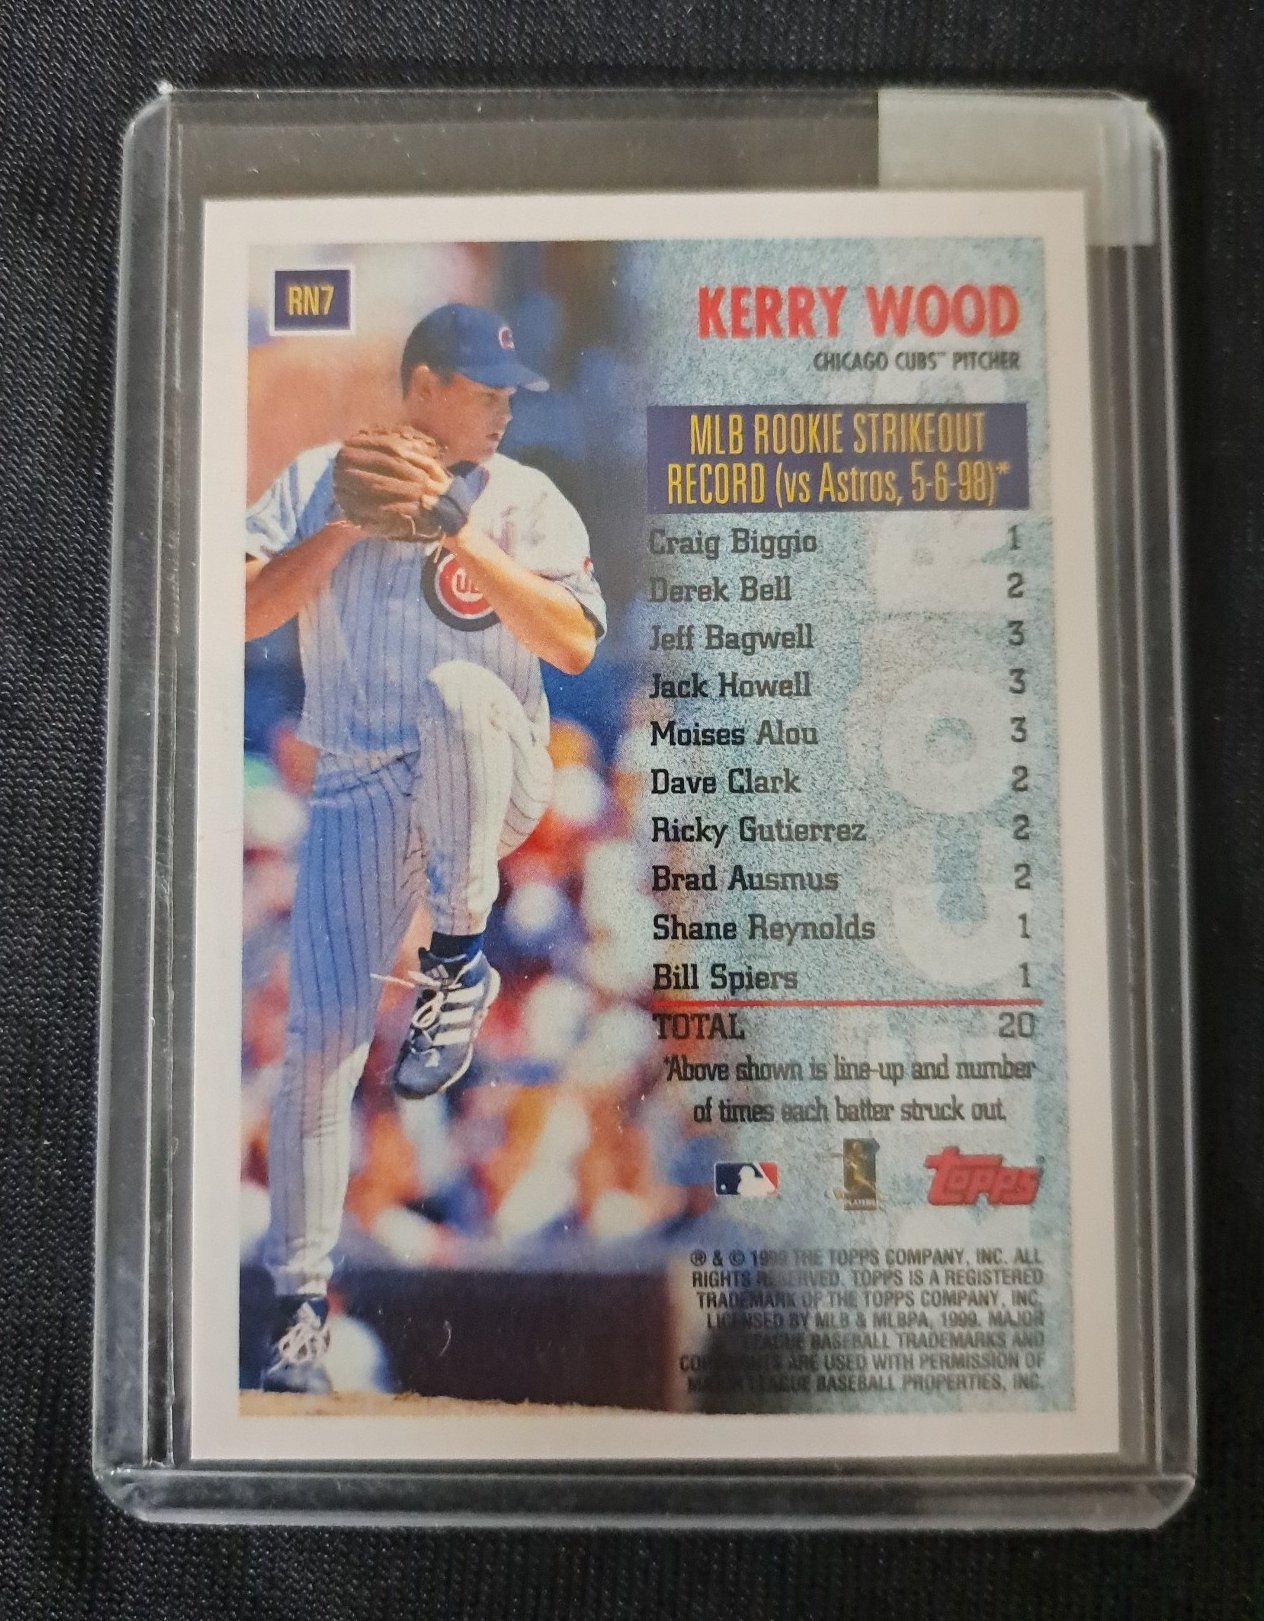 RN7
KERRY WOOD
CHICAGO CUBS™ PITCHER
MLB ROOKIE STRIKEOUT
RECORD (vs Astros, 5-6-98)*
Craig Biggio 1
Derek Bell 2
Jeff Bagwell 3
Jack Howell 3
Moises Alou 3
Dave Clark 2
Ricky Gutierrez 2
Brad Ausmus 2
Shane Reynolds 1
Bill Spiers 1
TOTAL 20
*Above shown is line-up and number
of times each batter struck out.
topps
® & © 1999 THE TOPPS COMPANY, INC. ALL
RIGHTS RESERVED. TOPPS IS A REGISTERED
TRADEMARK OF THE TOPPS COMPANY, INC.
LICENSED BY MLB & MLBPA, 1999. MAJOR
LEAGUE BASEBALL TRADEMARKS AND
COPYRIGHTS ARE USED WITH PERMISSION OF
MAJOR LEAGUE BASEBALL PROPERTIES, INC.